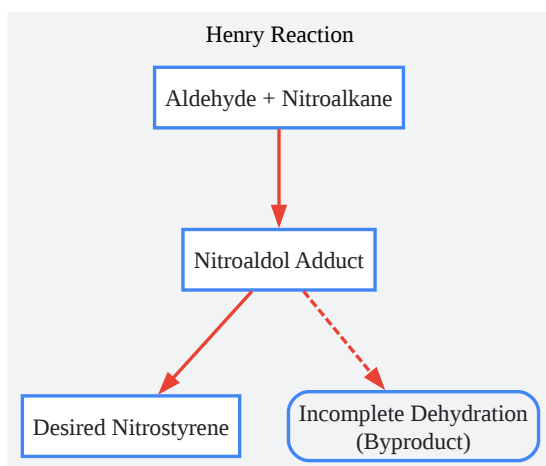 Henry Reaction
Aldehyde + Nitroalkane
Nitroaldol Adduct
Desired Nitrostyrene
Incomplete Dehydration
(Byproduct)